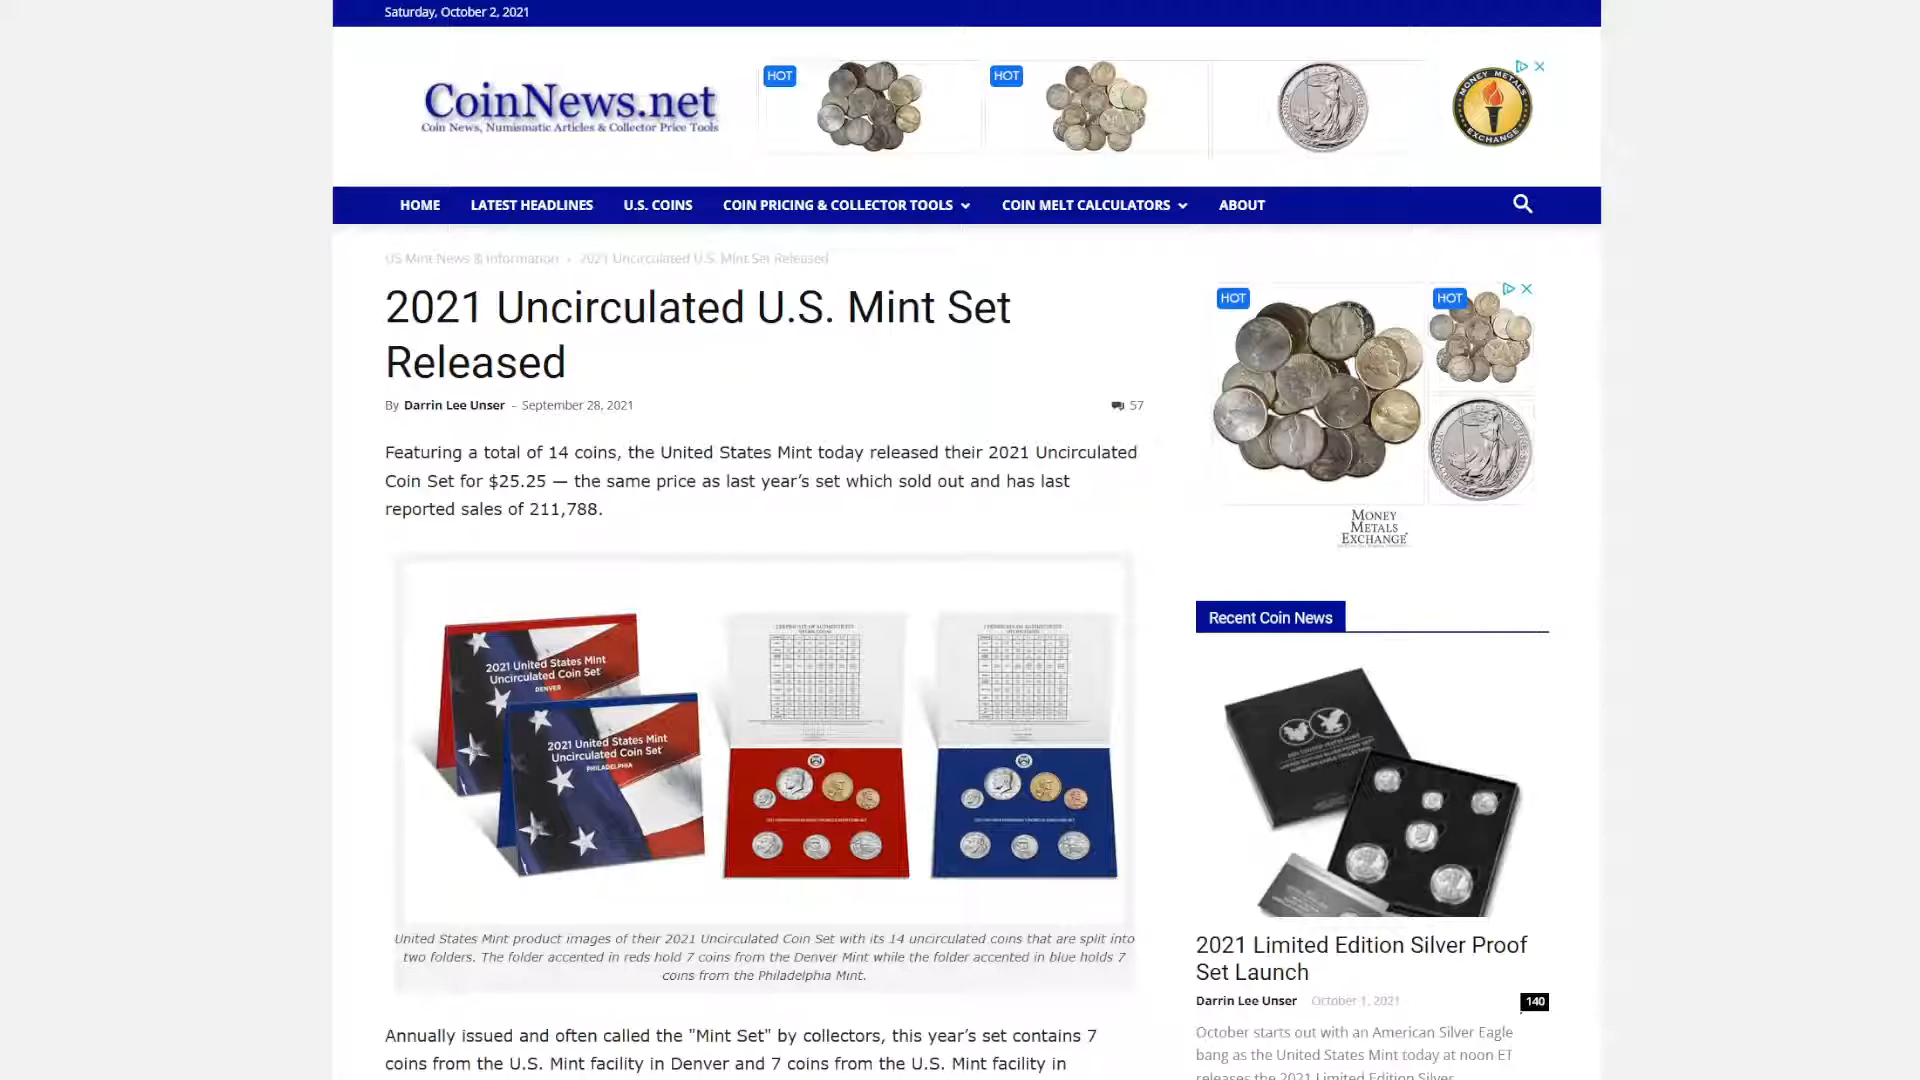 Saturday, October 2, 2021
CoinNews.net
Coin News, Numismatic Articles & Collector Price Tools
HOT
HOT
MONEY METALS
EXCHANGE
HOME
LATEST HEADLINES
U.S. COINS
COIN PRICING & COLLECTOR TOOLS
COIN MELT CALCULATORS
ABOUT
US Mint News & Information › 2021 Uncirculated U.S. Mint Set Released
2021 Uncirculated U.S. Mint Set
Released
By Darrin Lee Unser - September 28, 2021
57
Featuring a total of 14 coins, the United States Mint today released their 2021 Uncirculated
Coin Set for $25.25 — the same price as last year’s set which sold out and has last
reported sales of 211,788.
2021 United States Mint
Uncirculated Coin Set
DENVER
2021 United States Mint
Uncirculated Coin Set
PHILADELPHIA
United States Mint product images of their 2021 Uncirculated Coin Set with its 14 uncirculated coins that are split into
two folders. The folder accented in reds hold 7 coins from the Denver Mint while the folder accented in blue holds 7
coins from the Philadelphia Mint.
Annually issued and often called the "Mint Set" by collectors, this year’s set contains 7
coins from the U.S. Mint facility in Denver and 7 coins from the U.S. Mint facility in
HOT
HOT
MONEY
METALS
EXCHANGE
Recent Coin News
2021 Limited Edition Silver Proof
Set Launch
Darrin Lee Unser October 1, 2021
140
October starts out with an American Silver Eagle
bang as the United States Mint today at noon ET
releases the 2021 Limited Edition Silver